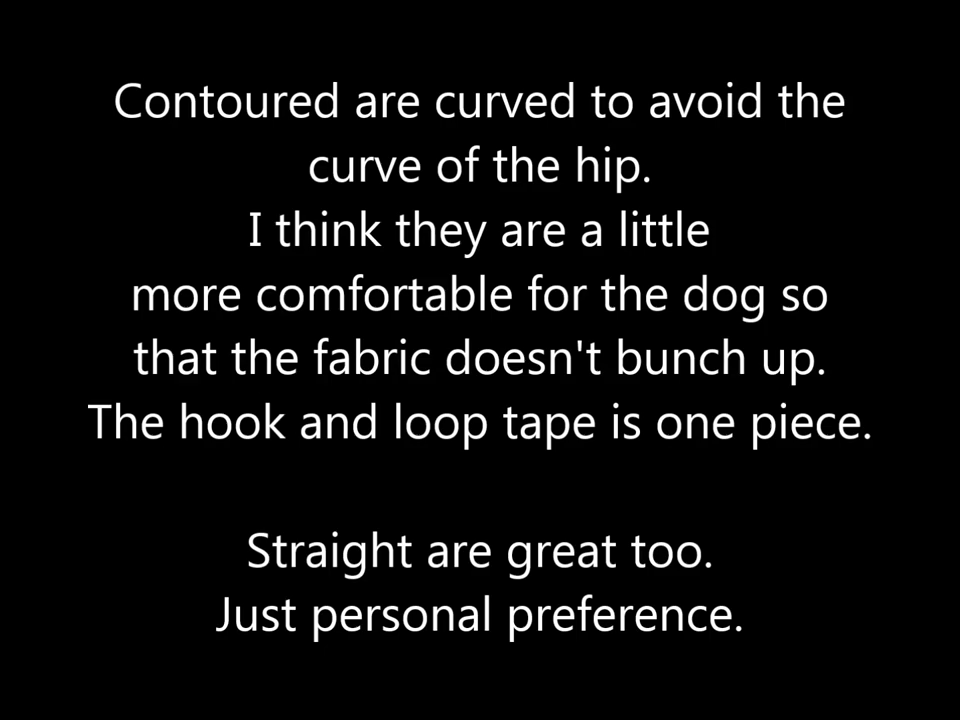 Contoured are curved to avoid the
curve of the hip.
I think they are a little
more comfortable for the dog so
that the fabric doesn't bunch up.
The hook and loop tape is one piece.
Straight are great too.
Just personal preference.